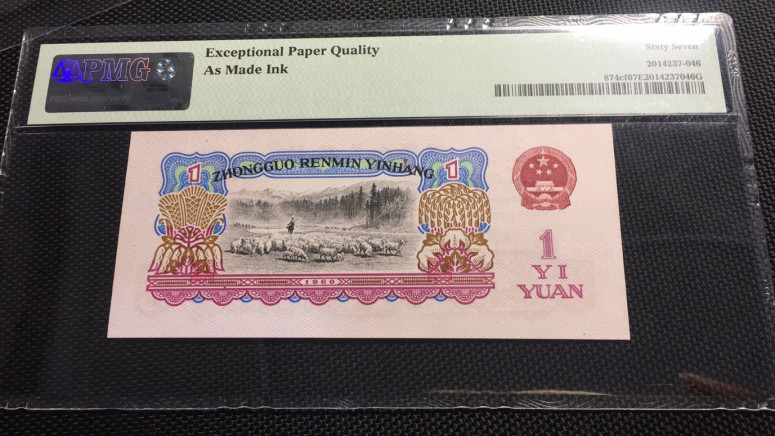 PMG
Exceptional Paper Quality
As Made Ink
Sixty Seven
2014237-046
874cf67E2014237046G
1
ZHONGGUO RENMIN YINHANG
1
1960
1
YI
YUAN